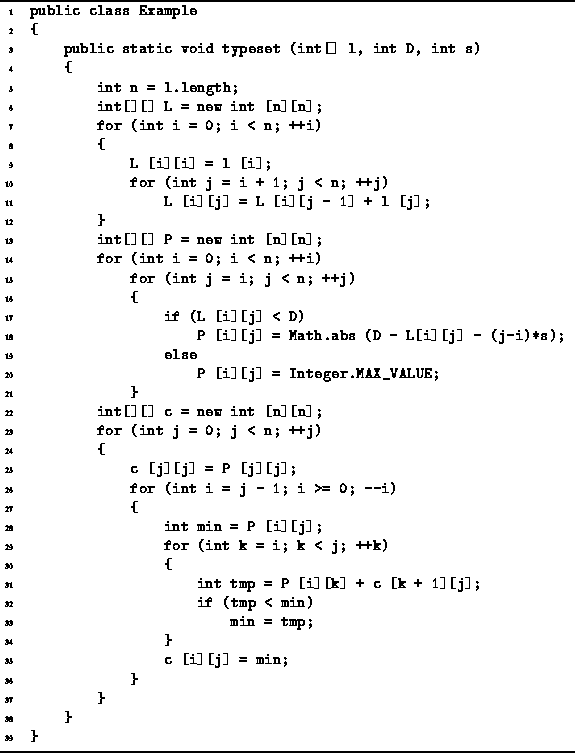 1 public class Example
2 {
3 public static void typeset (int[] l, int D, int s)
4 {
5 int n = l.length;
6 int[][] L = new int [n][n];
7 for (int i = 0; i < n; ++i)
8 {
9 L [i][i] = l [i];
10 for (int j = i + 1; j < n; ++j)
11 L [i][j] = L [i][j - 1] + l [j];
12 }
13 int[][] P = new int [n][n];
14 for (int i = 0; i < n; ++i)
15 for (int j = i; j < n; ++j)
16 {
17 if (L [i][j] < D)
18 P [i][j] = Math.abs (D - L[i][j] - (j-i)*s);
19 else
20 P [i][j] = Integer.MAX_VALUE;
21 }
22 int[][] c = new int [n][n];
23 for (int j = 0; j < n; ++j)
24 {
25 c [j][j] = P [j][j];
26 for (int i = j - 1; i >= 0; --i)
27 {
28 int min = P [i][j];
29 for (int k = i; k < j; ++k)
30 {
31 int tmp = P [i][k] + c [k + 1][j];
32 if (tmp < min)
33 min = tmp;
34 }
35 c [i][j] = min;
36 }
37 }
38 }
39 }